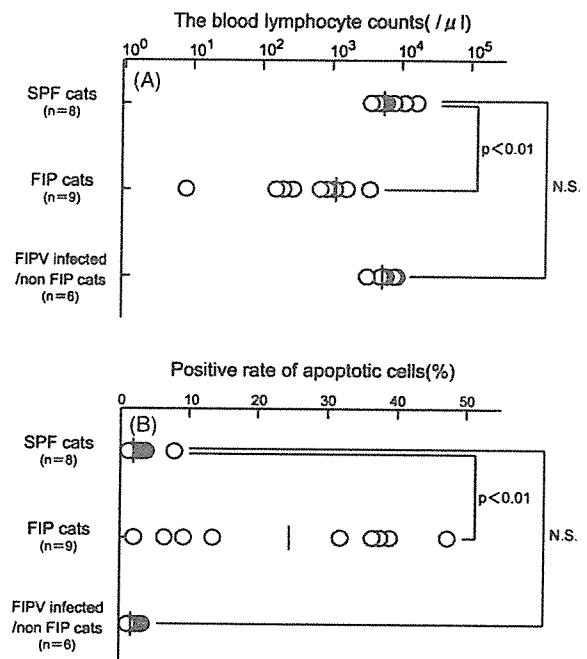 The blood lymphocyte counts( / μl)
10⁰ 10¹ 10² 10³ 10⁴ 10⁵
(A)
SPF cats
(n=8)
p<0.01
FIP cats
(n=9)
N.S.
FIPV infected
/non FIP cats
(n=6)
Positive rate of apoptotic cells(%)
0 10 20 30 40 50
(B)
SPF cats
(n=8)
p<0.01
FIP cats
(n=9)
N.S.
FIPV infected
/non FIP cats
(n=6)